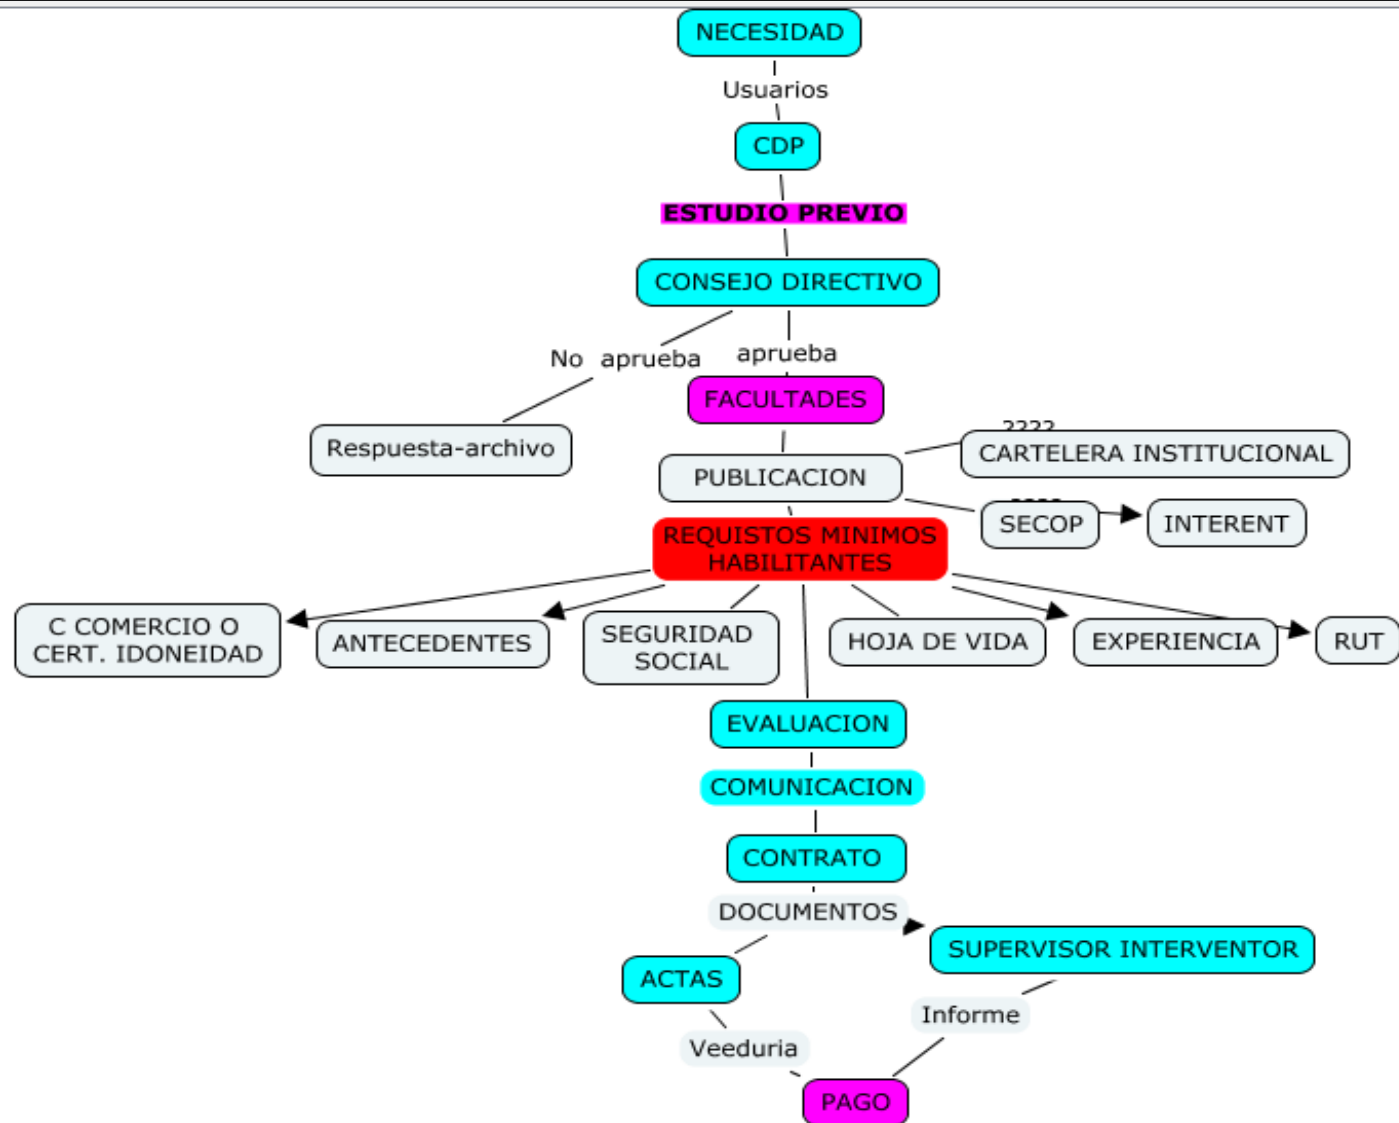 NECESIDAD
Usuarios
CDP
ESTUDIO PREVIO
CONSEJO DIRECTIVO
No aprueba
aprueba
FACULTADES
Respuesta-archivo
PUBLICACION
????
CARTELERA INSTITUCIONAL
SECOP
INTERENT
REQUISTOS MINIMOS
HABILITANTES
C COMERCIO O
CERT. IDONEIDAD
ANTECEDENTES
SEGURIDAD
SOCIAL
HOJA DE VIDA
EXPERIENCIA
RUT
EVALUACION
COMUNICACION
CONTRATO
DOCUMENTOS
SUPERVISOR INTERVENTOR
ACTAS
Informe
Veeduria
PAGO